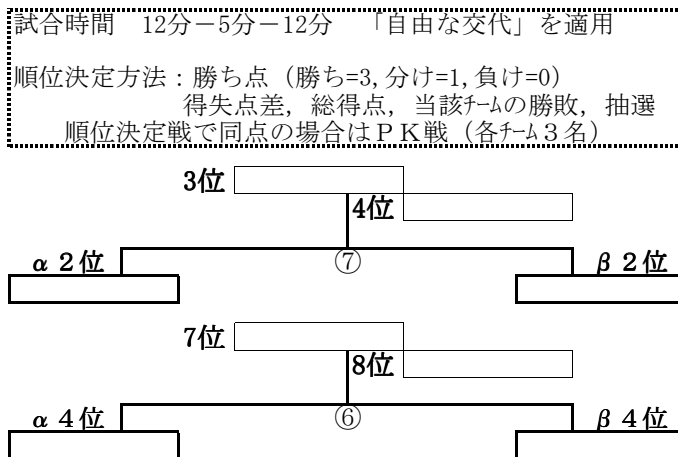 試合時間　12分－5分－12分　「自由な交代」を適用
順位決定方法：勝ち点（勝ち=3,分け=1,負け=0）
得失点差，総得点，当該ﾁｰﾑの勝敗，抽選
順位決定戦で同点の場合はＰＫ戦（各ﾁｰﾑ３名）
3位
4位
α２位 ⑦ β２位
7位
8位
α４位 ⑥ β４位